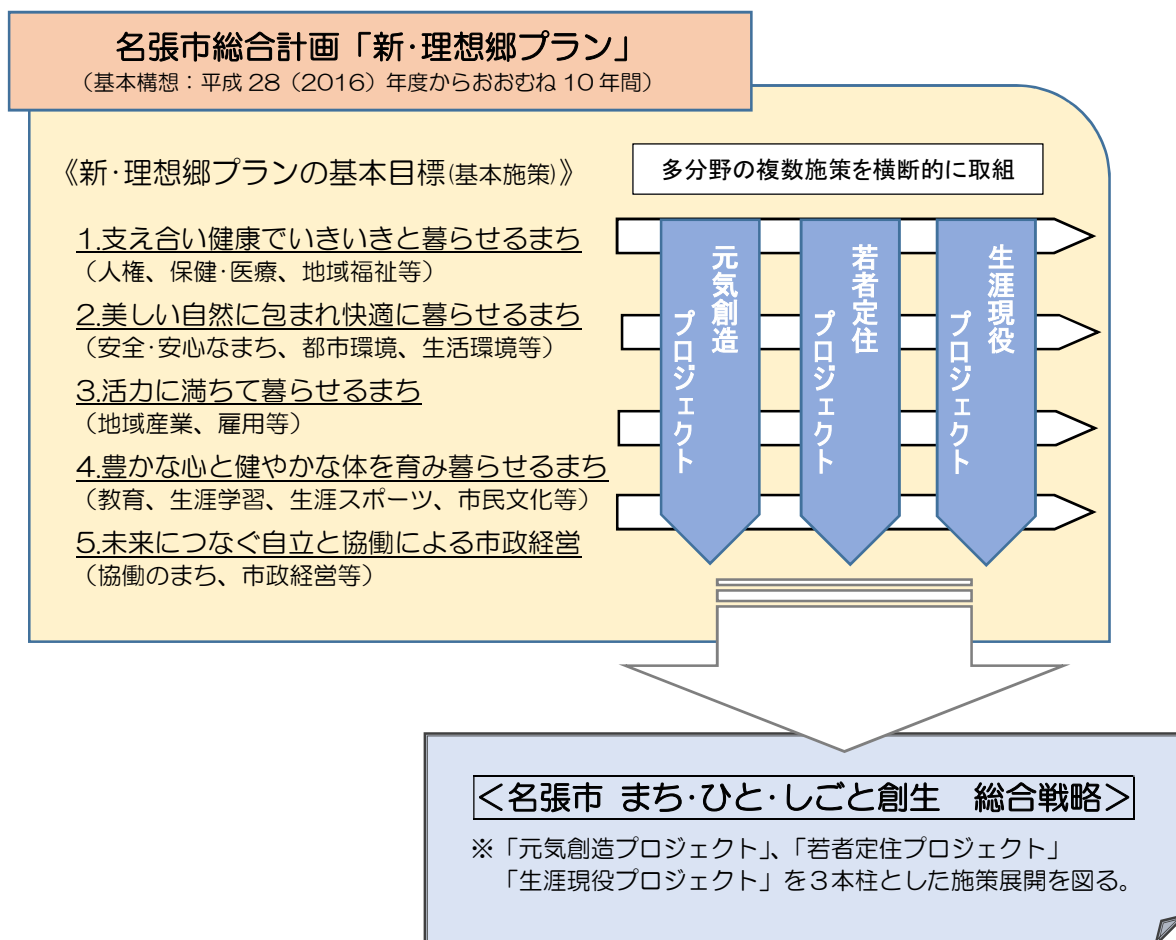 名張市総合計画「新・理想郷プラン」
（基本構想：平成 28（2016）年度からおおむね 10 年間）
《新・理想郷プランの基本目標(基本施策)》
1.支え合い健康でいきいきと暮らせるまち
（人権、保健・医療、地域福祉等）
2.美しい自然に包まれ快適に暮らせるまち
（安全・安心なまち、都市環境、生活環境等）
3.活力に満ちて暮らせるまち
（地域産業、雇用等）
4.豊かな心と健やかな体を育み暮らせるまち
（教育、生涯学習、生涯スポーツ、市民文化等）
5.未来につなぐ自立と協働による市政経営
（協働のまち、市政経営等）
多分野の複数施策を横断的に取組
元気創造
プロジェクト
若者定住
プロジェクト
生涯現役
プロジェクト
＜名張市 まち・ひと・しごと創生　総合戦略＞
※「元気創造プロジェクト」、「若者定住プロジェクト」
「生涯現役プロジェクト」を３本柱とした施策展開を図る。